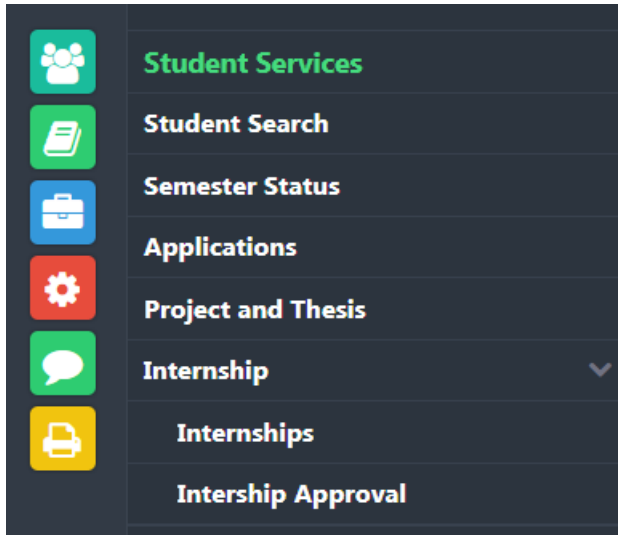 Student Services
Student Search
Semester Status
Applications
Project and Thesis
Internship
Internships
Intership Approval